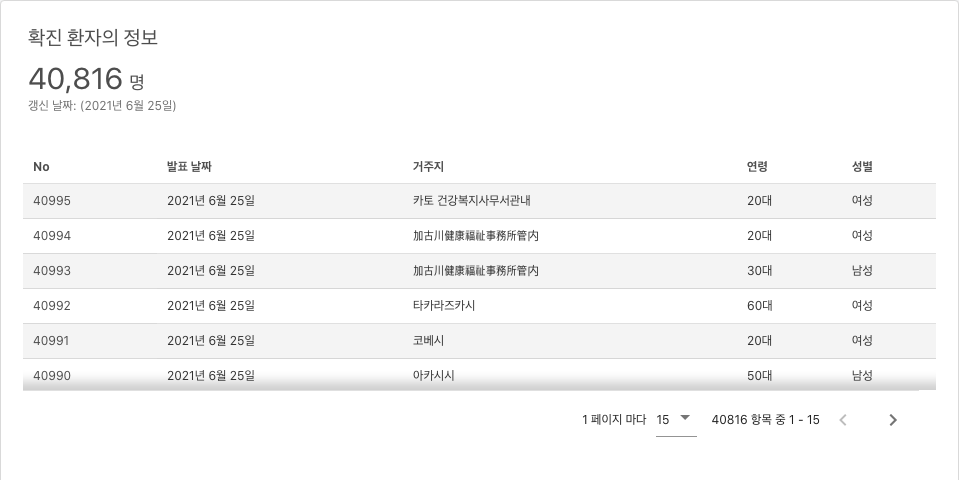 확진 환자의 정보
40,816 명
갱신 날짜: (2021년 6월 25일)
No 발표 날짜 거주지 연령 성별
40995 2021년 6월 25일 카토 건강복지사무서관내 20대 여성
40994 2021년 6월 25일 加古川健康福祉事務所管内 20대 여성
40993 2021년 6월 25일 加古川健康福祉事務所管内 30대 남성
40992 2021년 6월 25일 타카라즈카시 60대 여성
40991 2021년 6월 25일 코베시 20대 여성
40990 2021년 6월 25일 아카시시 50대 남성
1 페이지 마다 15 40816 항목 중 1 - 15